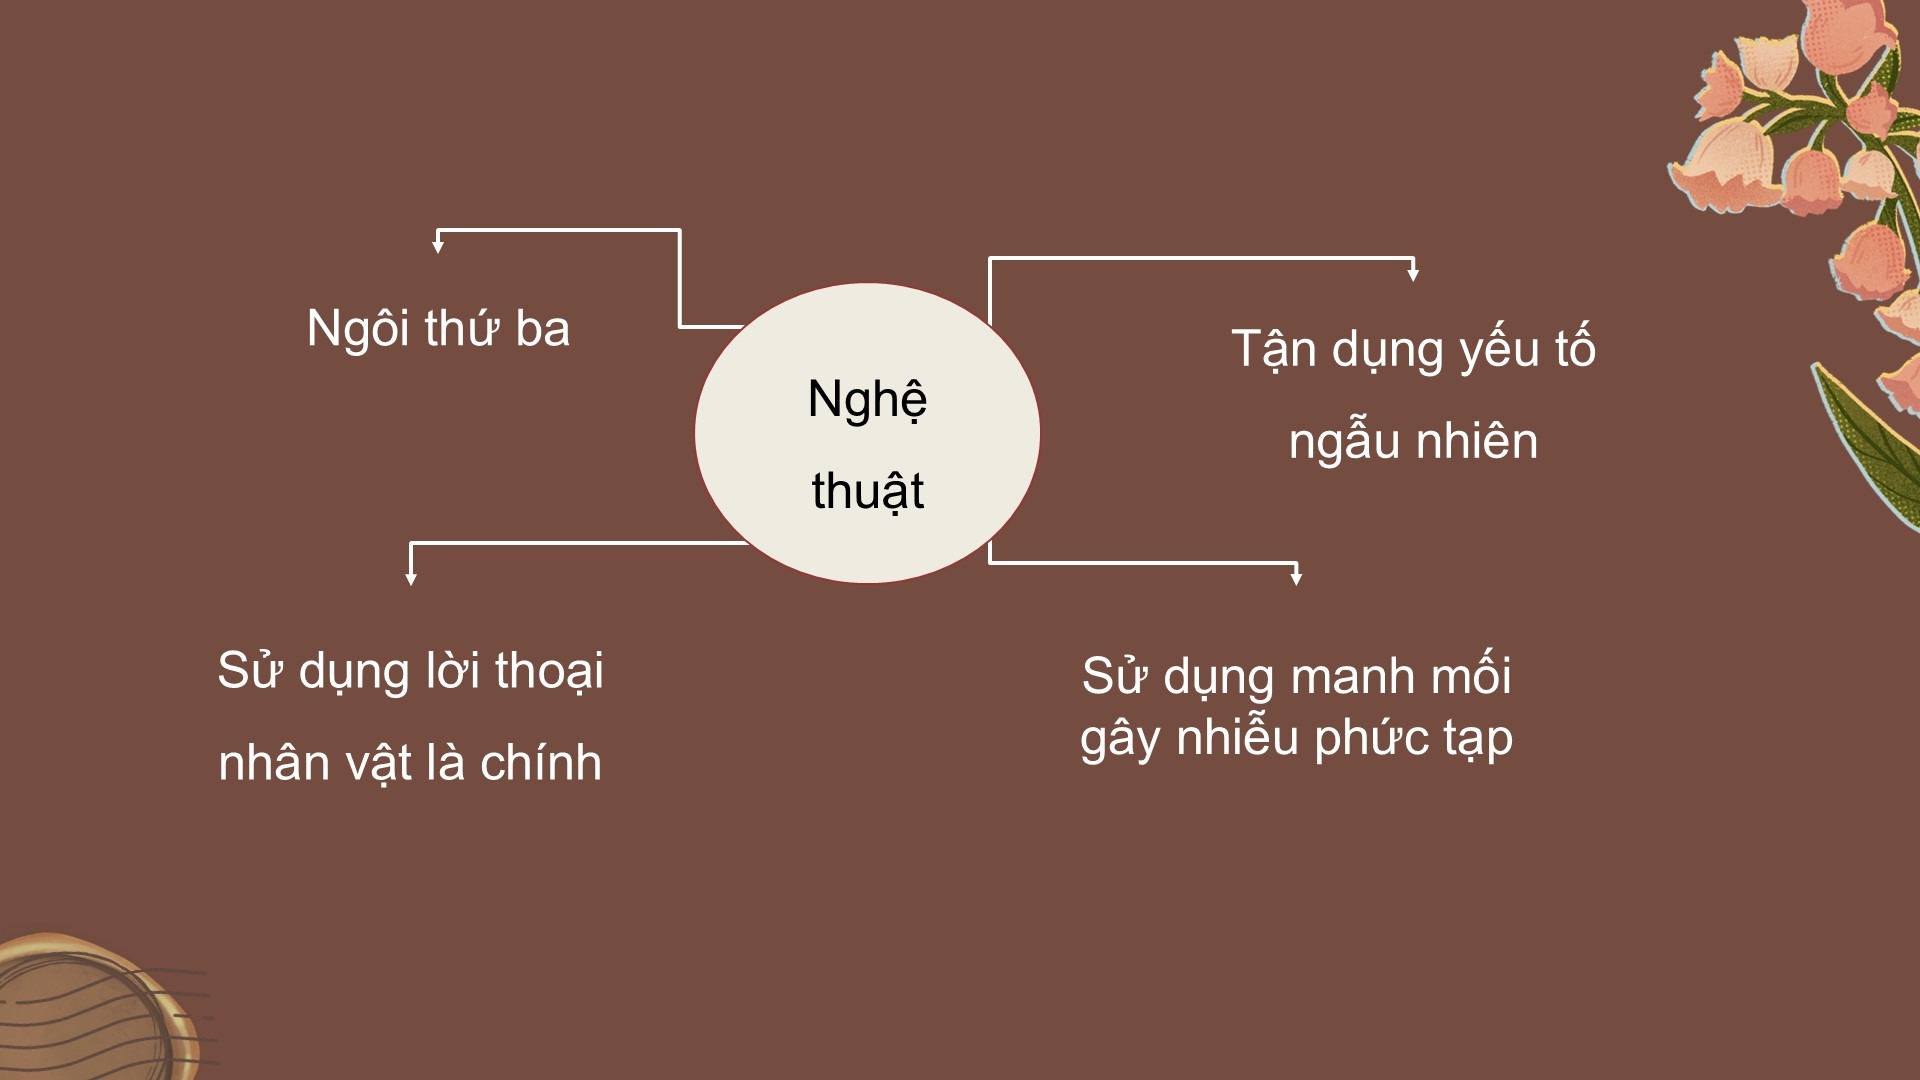 Ngôi thứ ba
Nghệ
thuật
Tận dụng yếu tố
ngẫu nhiên
Sử dụng lời thoại
nhân vật là chính
Sử dụng manh mối
gây nhiễu phức tạp